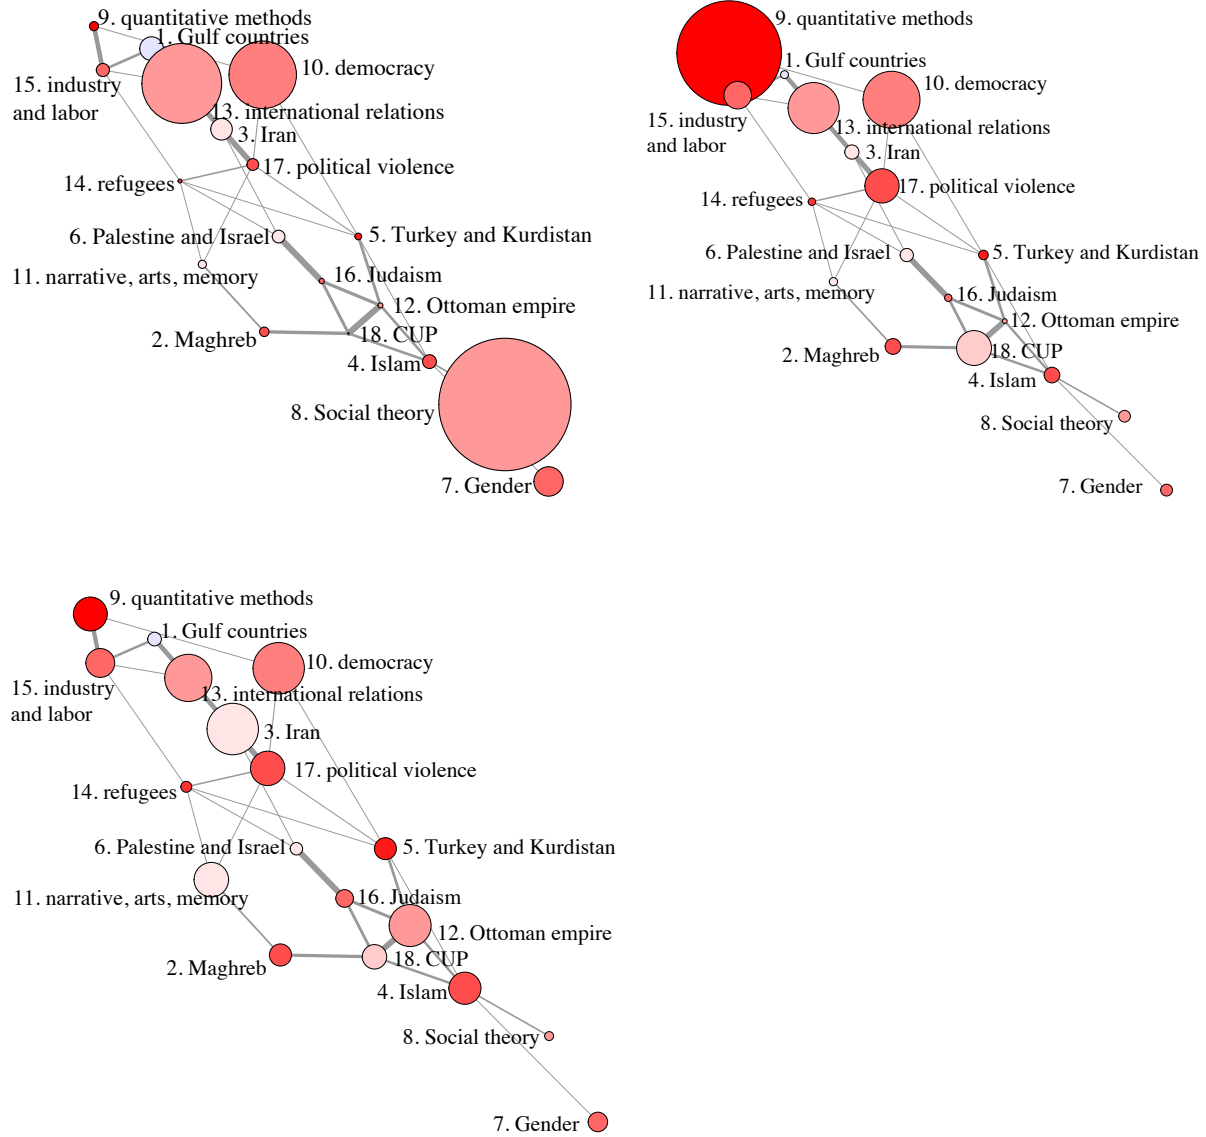 9. quantitative methods
1. Gulf countries
10. democracy
15. industry
and labor
13. international relations
3. Iran
17. political violence
14. refugees
6. Palestine and Israel
5. Turkey and Kurdistan
11. narrative, arts, memory
16. Judaism
12. Ottoman empire
2. Maghreb
18. CUP
4. Islam
8. Social theory
7. Gender
9. quantitative methods
1. Gulf countries
10. democracy
15. industry
and labor
13. international relations
3. Iran
17. political violence
14. refugees
6. Palestine and Israel
5. Turkey and Kurdistan
11. narrative, arts, memory
16. Judaism
12. Ottoman empire
2. Maghreb
18. CUP
4. Islam
8. Social theory
7. Gender
9. quantitative methods
1. Gulf countries
10. democracy
15. industry
and labor
13. international relations
3. Iran
17. political violence
14. refugees
6. Palestine and Israel
5. Turkey and Kurdistan
11. narrative, arts, memory
16. Judaism
12. Ottoman empire
2. Maghreb
18. CUP
4. Islam
8. Social theory
7. Gender